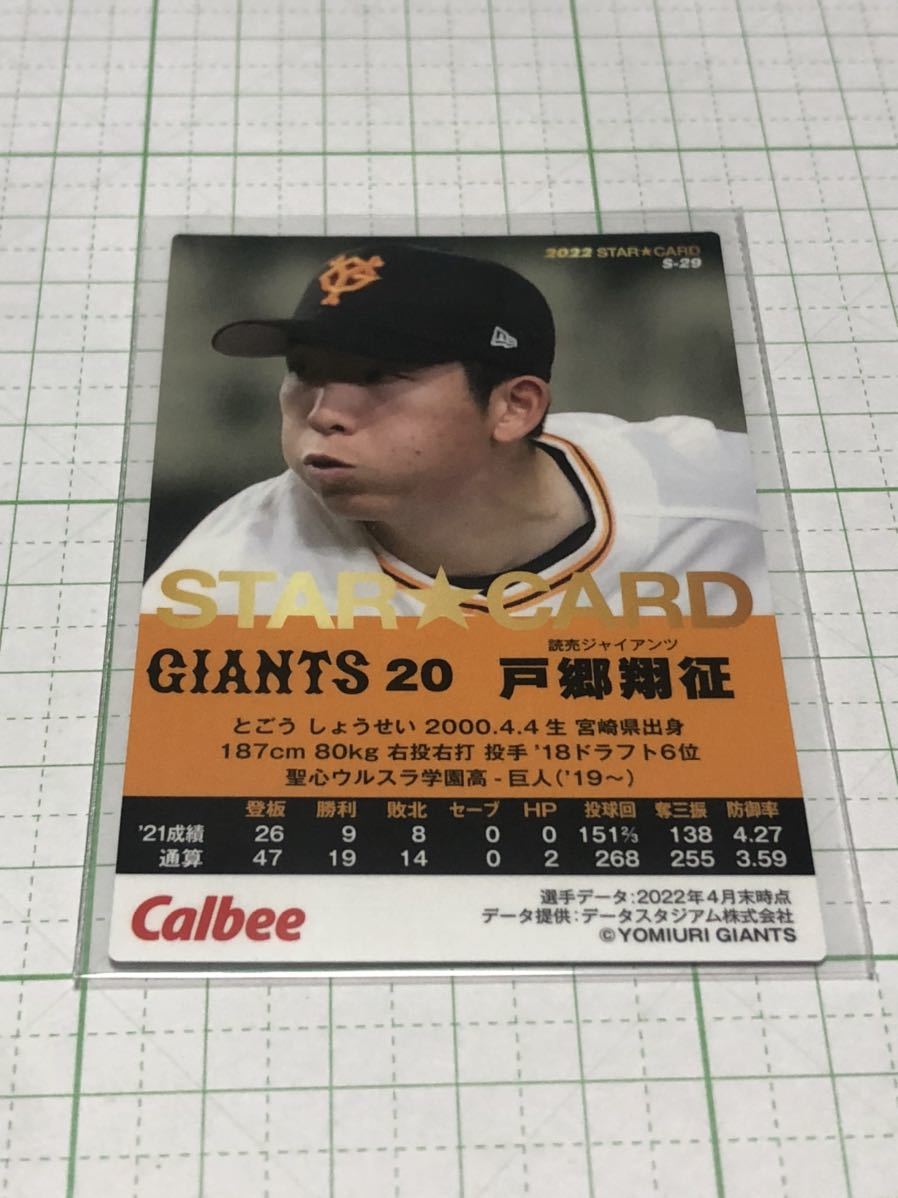 2022 STAR★CARD
S-29
STAR★CARD
読売ジャイアンツ
GIANTS 20 戸郷翔征
とごう しょうせい 2000.4.4生 宮崎県出身
187cm 80kg 右投右打 投手 '18ドラフト6位
聖心ウルスラ学園高-巨人('19〜)
登板 勝利 敗北 セーブ HP 投球回 奪三振 防御率
'21成績 26 9 8 0 0 151⅔ 138 4.27
通算 47 19 14 0 2 268 255 3.59
Calbee
選手データ:2022年4月末時点
データ提供:データスタジアム株式会社
©YOMIURI GIANTS